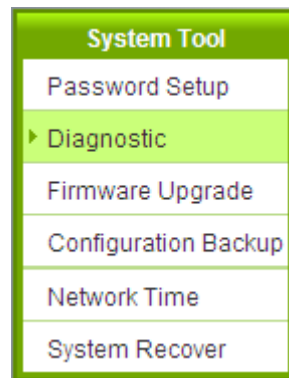 System Tool
Password Setup
Diagnostic
Firmware Upgrade
Configuration Backup
Network Time
System Recover